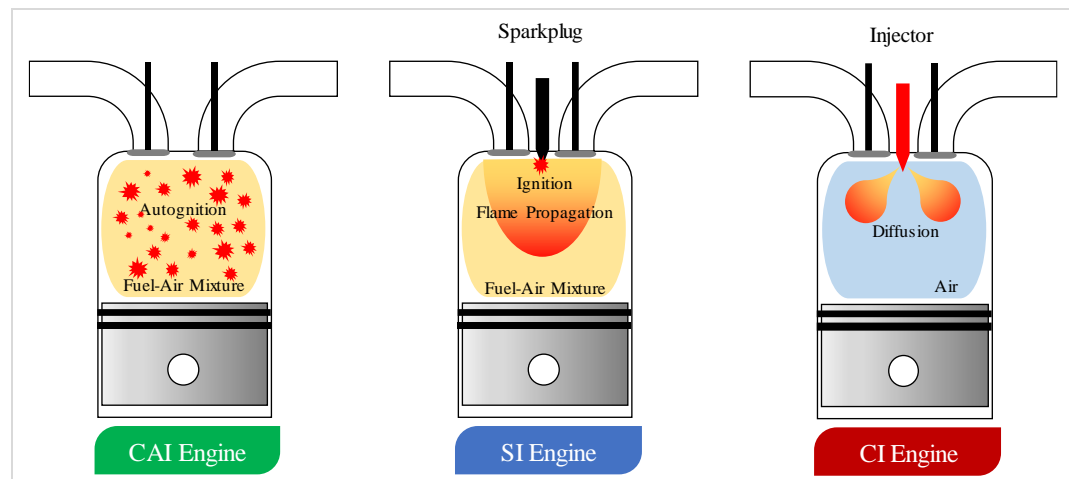 Sparkplug
Injector
Autognition
Fuel-Air Mixture
Ignition
Flame Propagation
Fuel-Air Mixture
Diffusion
Air
CAI Engine
SI Engine
CI Engine